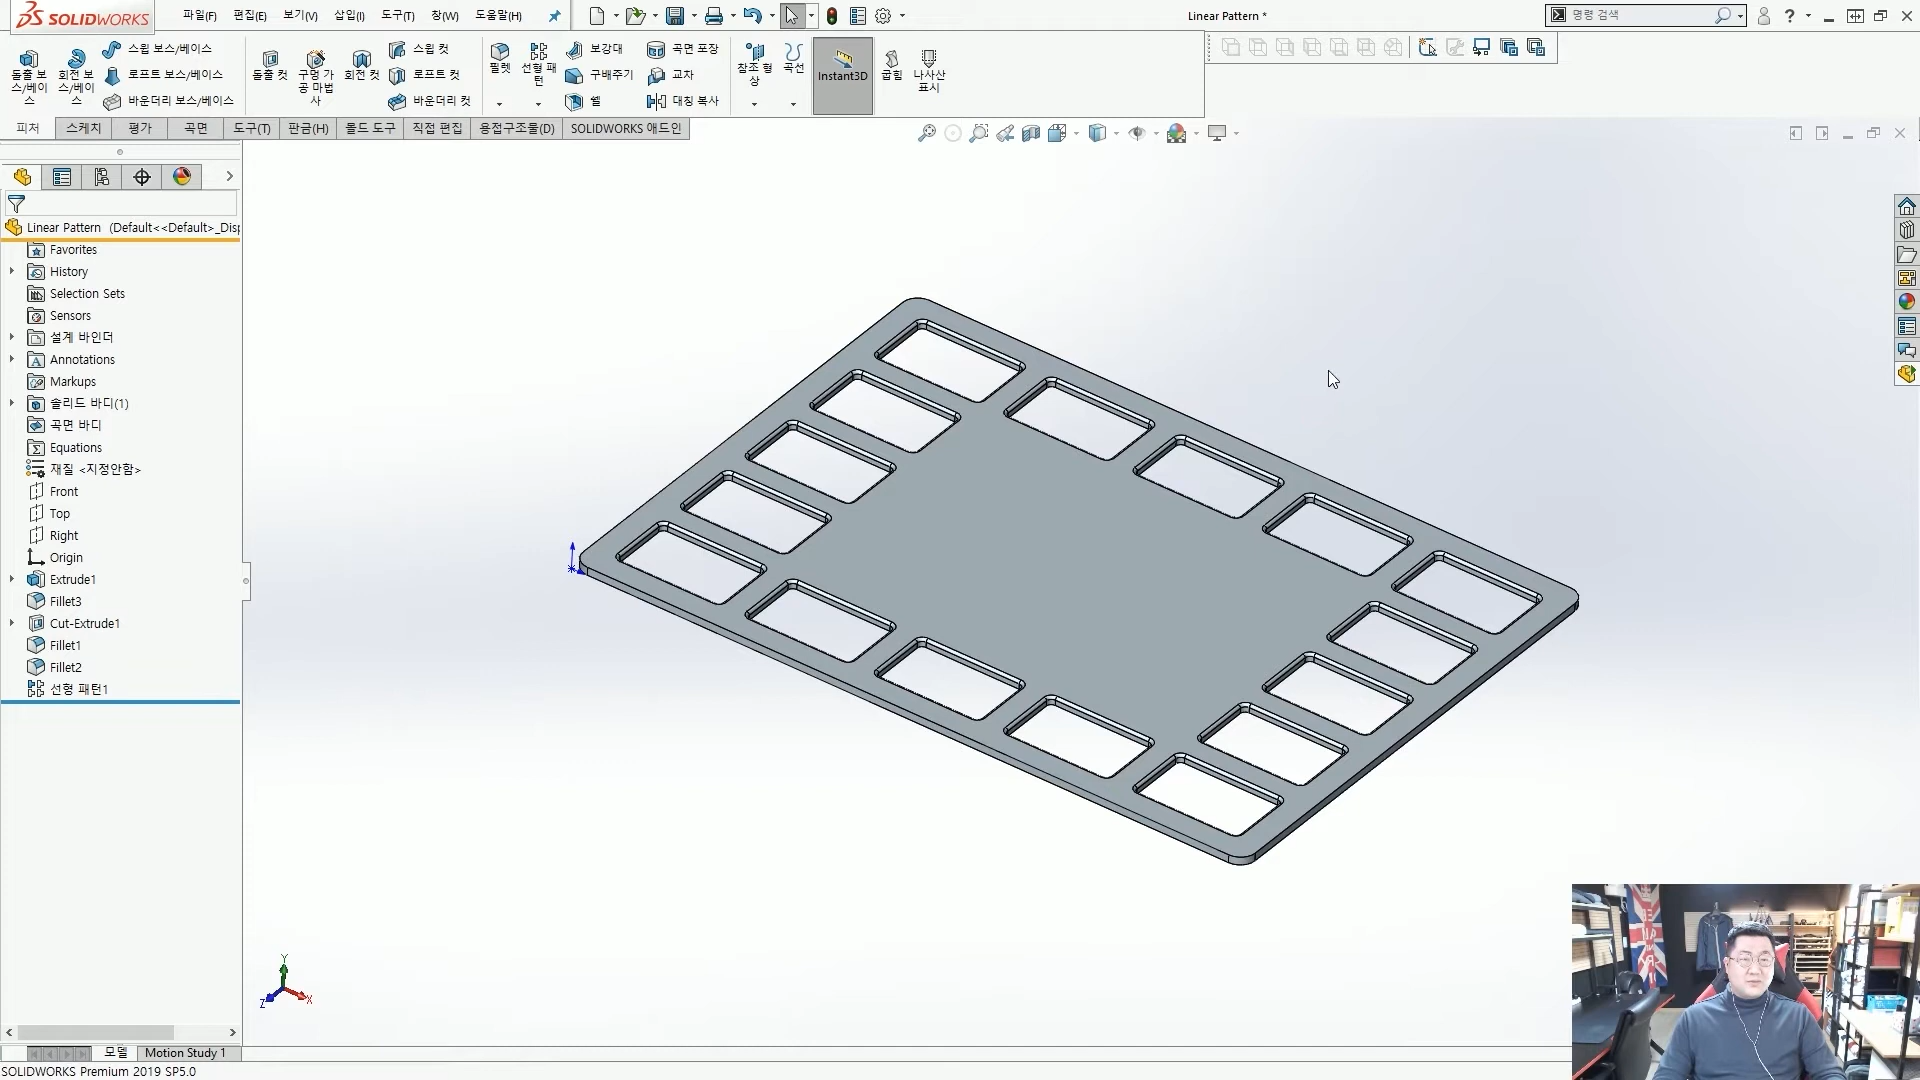 SOLIDWORKS
파일(F) 편집(E) 보기(V) 삽입(I) 도구(T) 창(W) 도움말(H)
Linear Pattern *
명령 검색
돌출 보스/베이스
회전 보스/베이스
스윕 보스/베이스
로프트 보스/베이스
바운더리 보스/베이스
돌출 컷
구멍 가공 마법사
회전 컷
스윕 컷
로프트 컷
바운더리 컷
필렛
선형 패턴
보강대
구배주기
쉘
곡면 포장
교차
대칭 복사
참조 형상
곡선
Instant3D
굽힘
나사산 표시
피처 스케치 평가 곡면 도구(T) 판금(H) 몰드 도구 직접 편집 용접구조물(D) SOLIDWORKS 애드인
Linear Pattern (Default<<Default>_Disp
Favorites
History
Selection Sets
Sensors
설계 바인더
Annotations
Markups
솔리드 바디(1)
곡면 바디
Equations
재질 <지정안함>
Front
Top
Right
Origin
Extrude1
Fillet3
Cut-Extrude1
Fillet1
Fillet2
선형 패턴1
Y
Z
X
모델 Motion Study 1
SOLIDWORKS Premium 2019 SP5.0